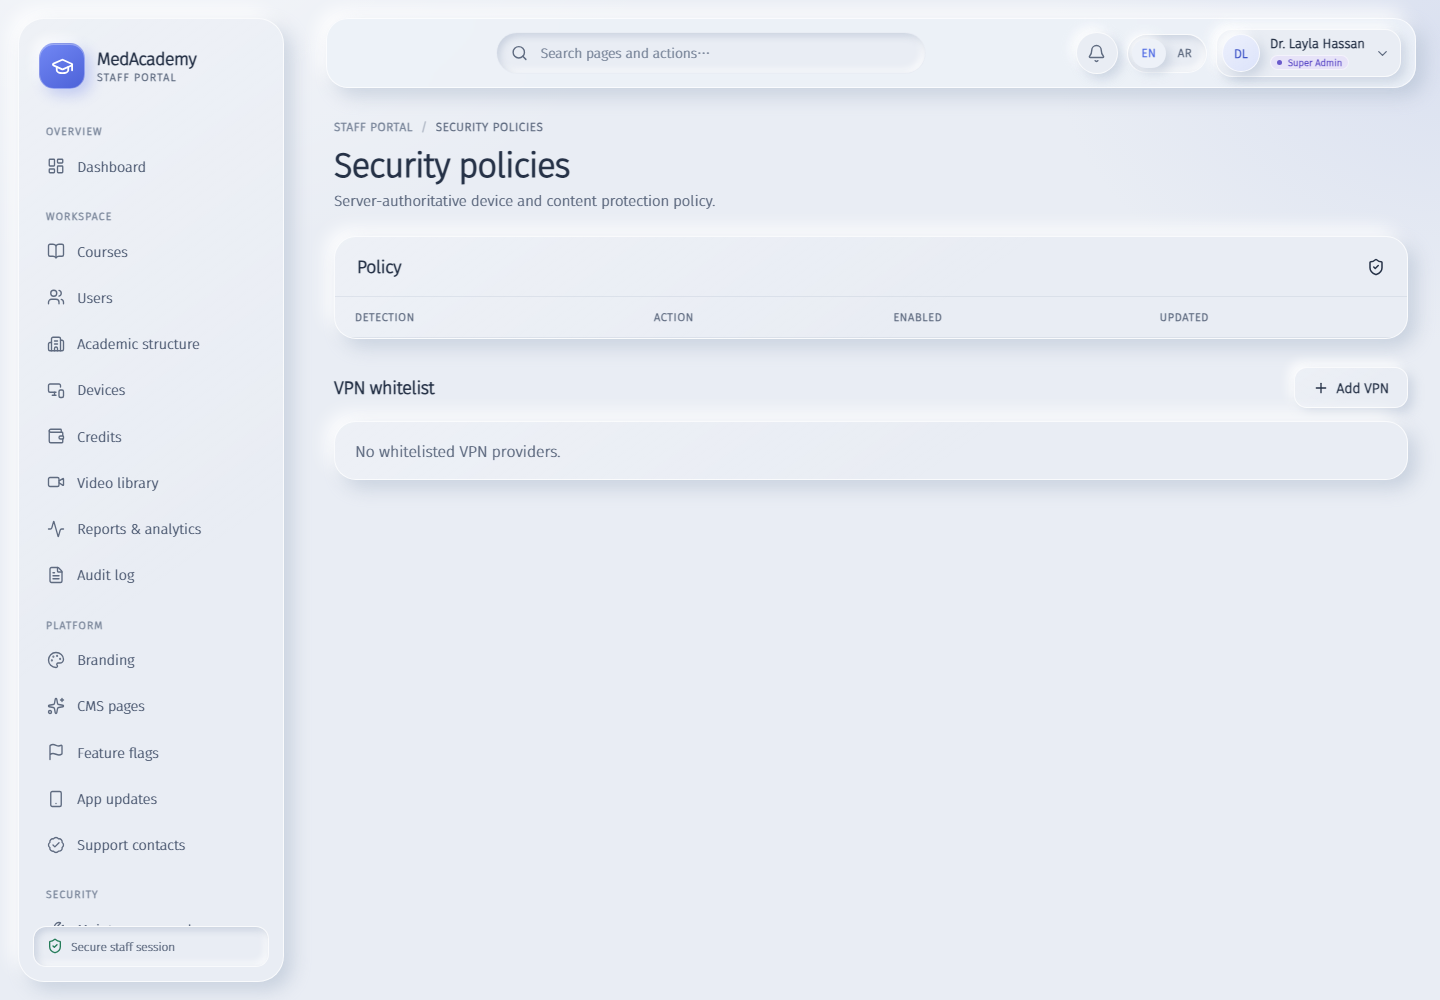 MedAcademy
STAFF PORTAL
OVERVIEW
Dashboard
WORKSPACE
Courses
Users
Academic structure
Devices
Credits
Video library
Reports & analytics
Audit log
PLATFORM
Branding
CMS pages
Feature flags
App updates
Support contacts
SECURITY
Secure staff session
Search pages and actions···
EN AR
DL
Dr. Layla Hassan
Super Admin
STAFF PORTAL / SECURITY POLICIES
Security policies
Server-authoritative device and content protection policy.
Policy
DETECTION ACTION ENABLED UPDATED
VPN whitelist
Add VPN
No whitelisted VPN providers.